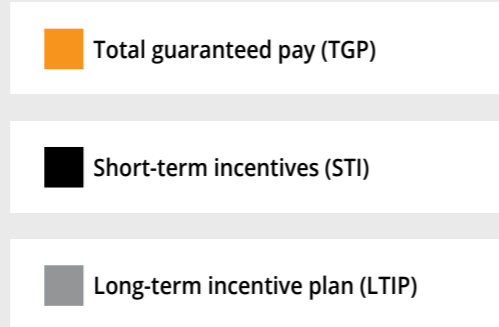 Total guaranteed pay (TGP)
Short-term incentives (STI)
Long-term incentive plan (LTIP)